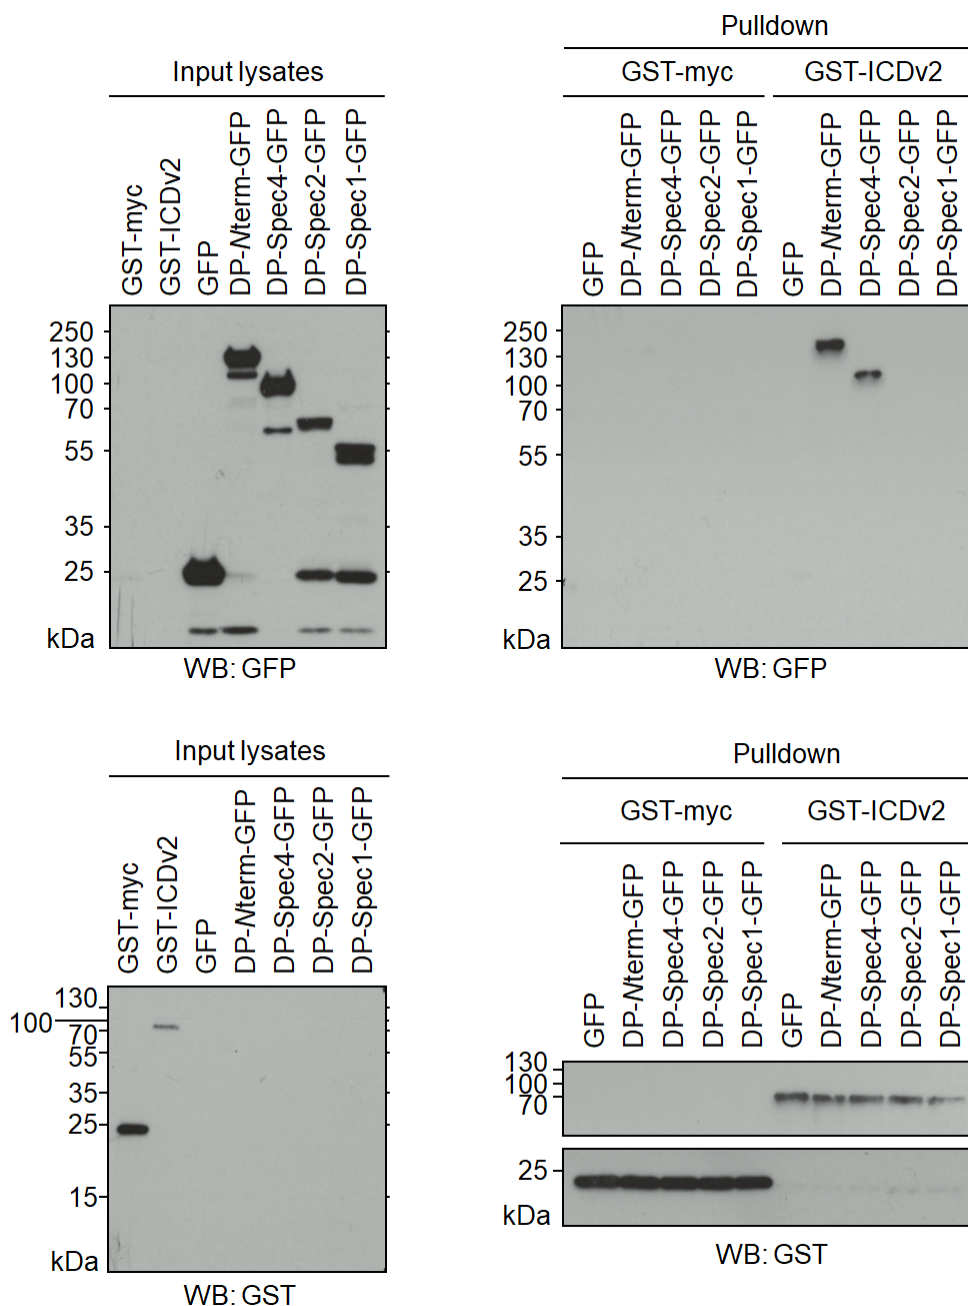 Input lysates
GST-myc
GST-ICDv2
GFP
DP-Nterm-GFP
DP-Spec4-GFP
DP-Spec2-GFP
DP-Spec1-GFP
250
130
100
70
55
35
25
kDa
WB: GFP
Pulldown
GST-myc
GST-ICDv2
GFP
DP-Nterm-GFP
DP-Spec4-GFP
DP-Spec2-GFP
DP-Spec1-GFP
GFP
DP-Nterm-GFP
DP-Spec4-GFP
DP-Spec2-GFP
DP-Spec1-GFP
250
130
100
70
55
35
25
kDa
WB: GFP
Input lysates
GST-myc
GST-ICDv2
GFP
DP-Nterm-GFP
DP-Spec4-GFP
DP-Spec2-GFP
DP-Spec1-GFP
130
100
70
55
35
25
15
kDa
WB: GST
Pulldown
GST-myc
GST-ICDv2
GFP
DP-Nterm-GFP
DP-Spec4-GFP
DP-Spec2-GFP
DP-Spec1-GFP
GFP
DP-Nterm-GFP
DP-Spec4-GFP
DP-Spec2-GFP
DP-Spec1-GFP
130
100
70
25
kDa
WB: GST